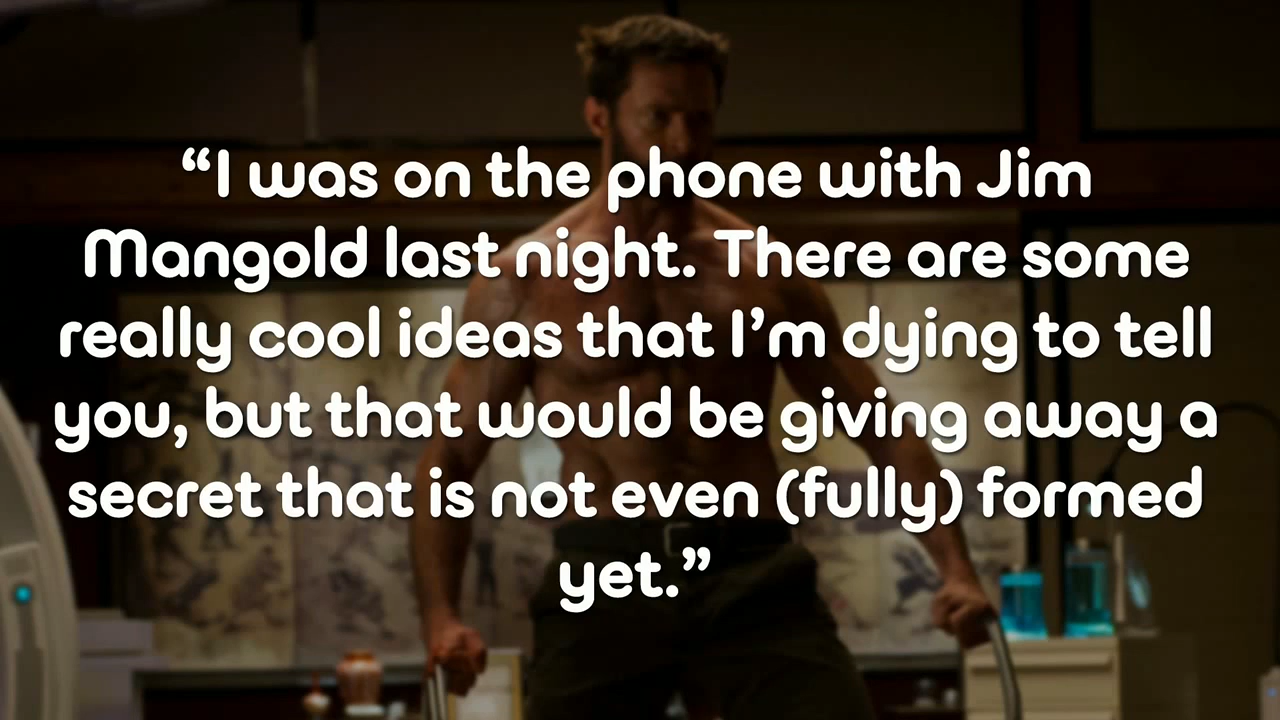 “I was on the phone with Jim
Mangold last night. There are some
really cool ideas that I’m dying to tell
you, but that would be giving away a
secret that is not even (fully) formed
yet.”